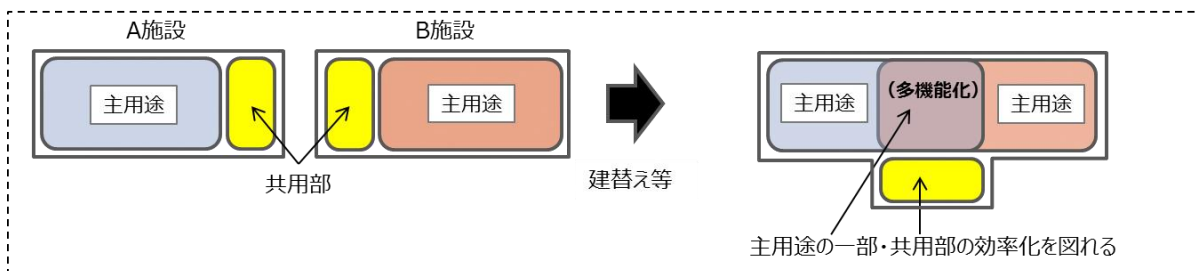 A施設
B施設
主用途
主用途
共用部
建替え等
主用途
(多機能化)
主用途
主用途の一部・共用部の効率化を図れる